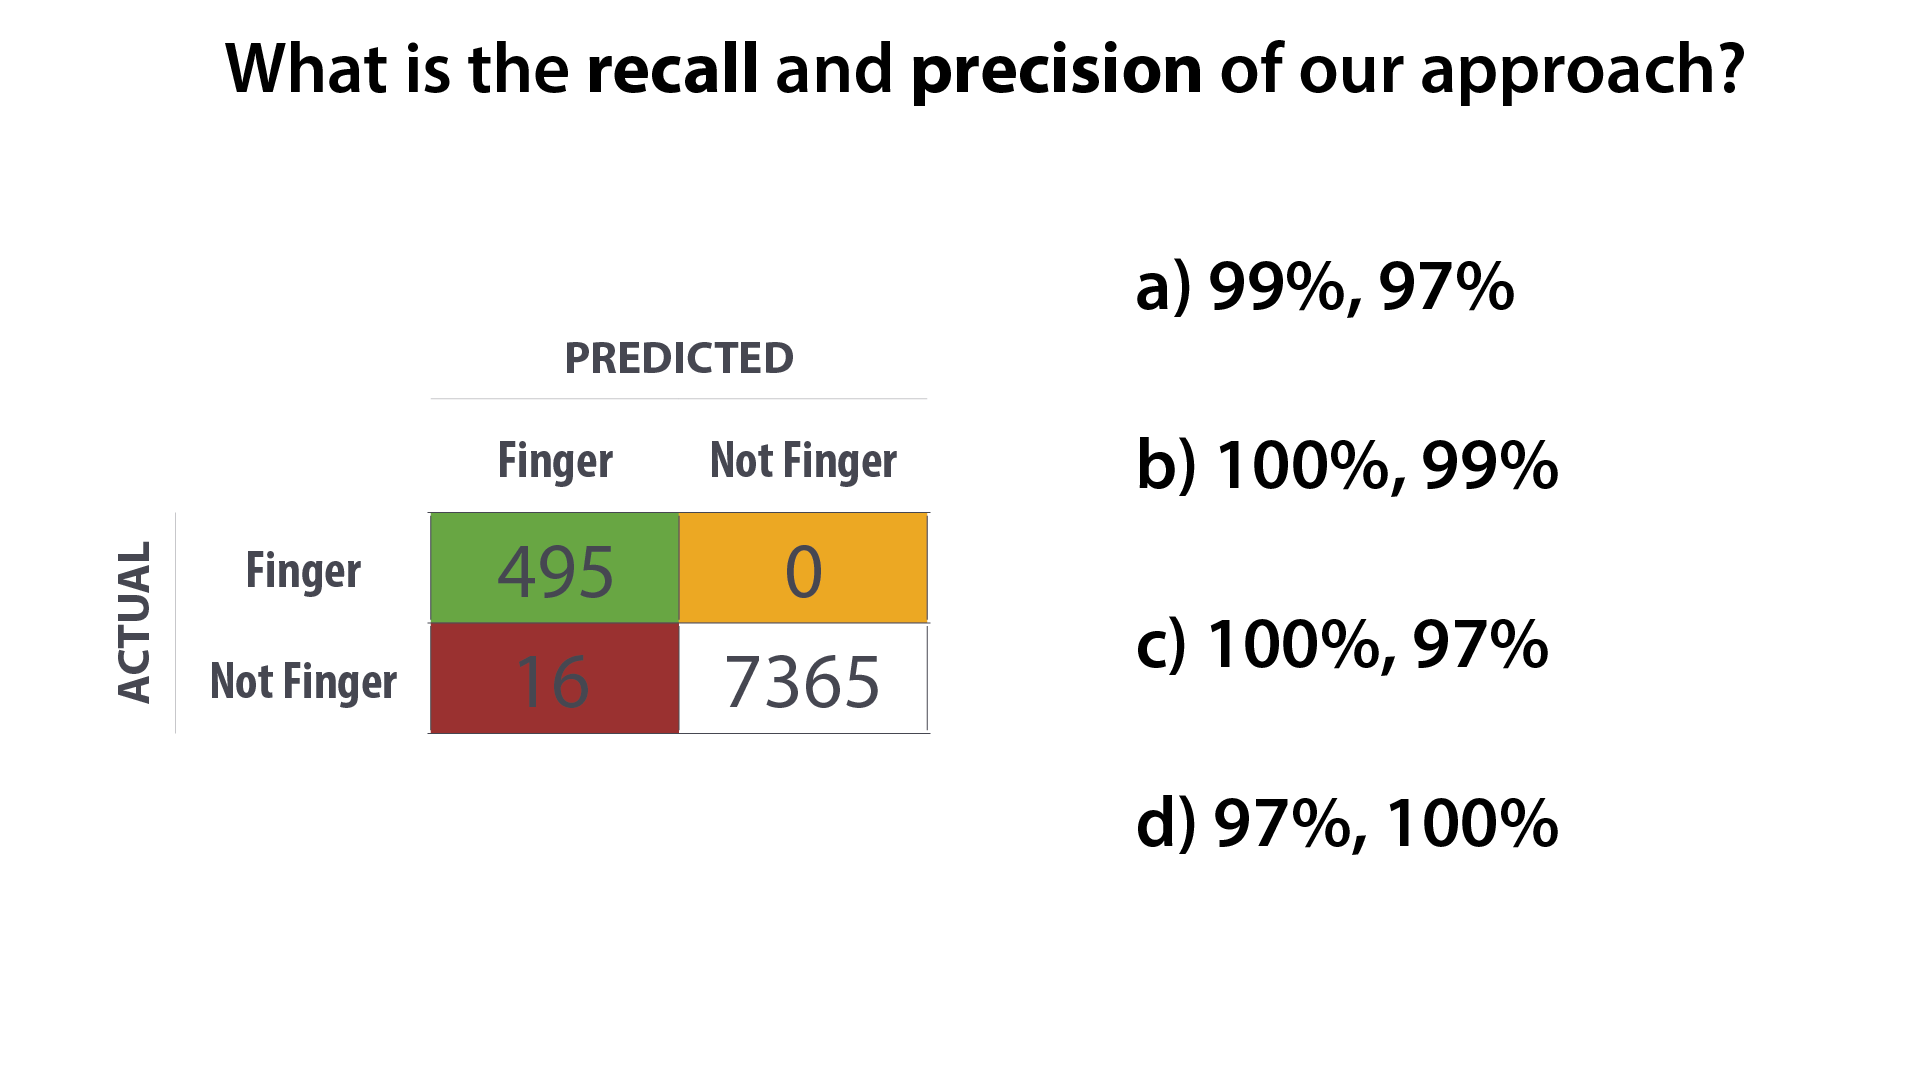 What is the recall and precision of our approach?
PREDICTED
Finger Not Finger
ACTUAL
Finger 495 0
Not Finger 16 7365
a) 99%, 97%
b) 100%, 99%
c) 100%, 97%
d) 97%, 100%